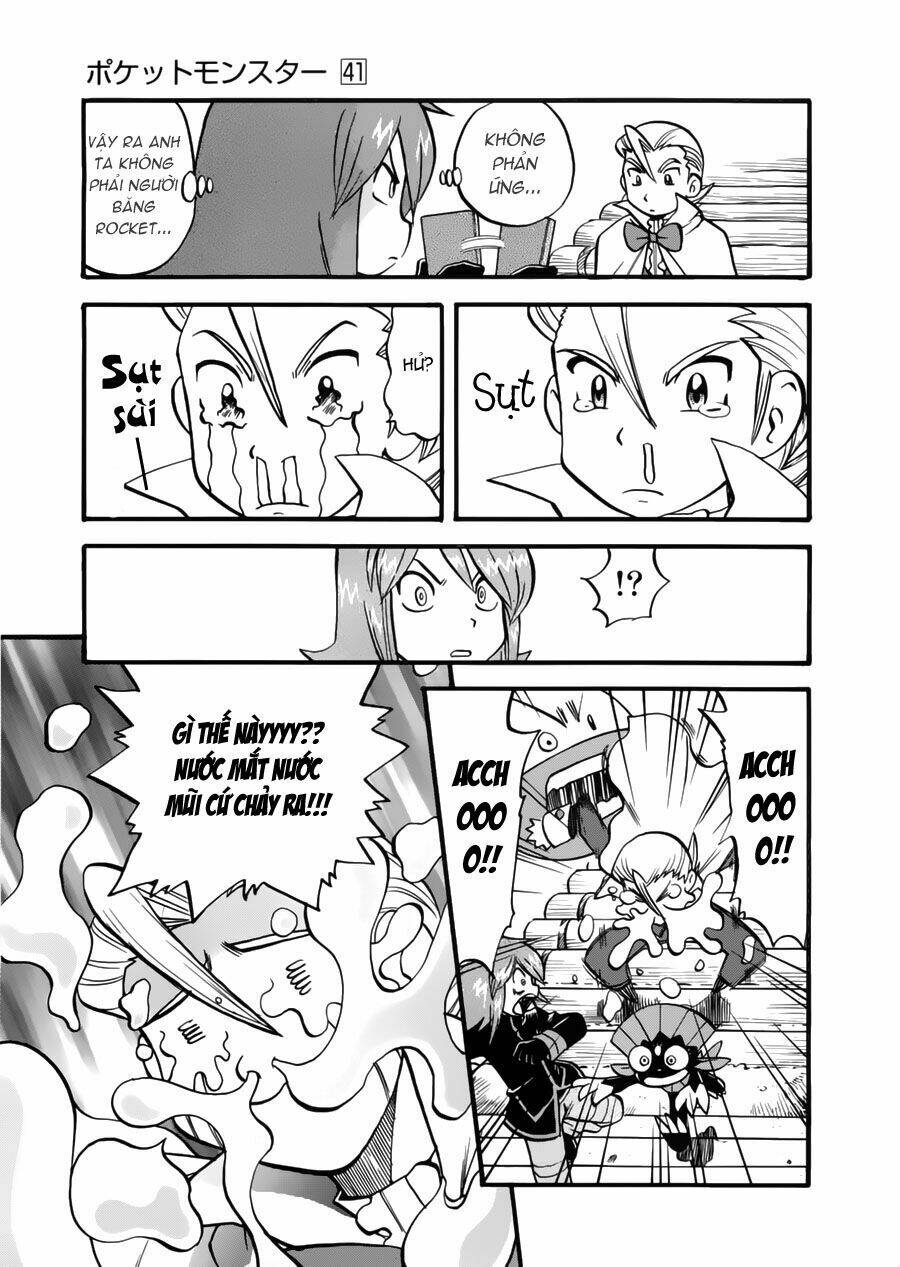 ポケットモンスター 41
KHÔNG
PHẢN
ỨNG...
VẬY RA ANH
TA KHÔNG
PHẢI NGƯỜI
BĂNG
ROCKET...
Sụt
HỬ?
Sụt
sùi
!?
ACCH
OOO
O!!
ACCH
OOO
O!!
GÌ THẾ NÀYYYY??
NƯỚC MẮT NƯỚC
MŨI CỨ CHẢY RA!!!